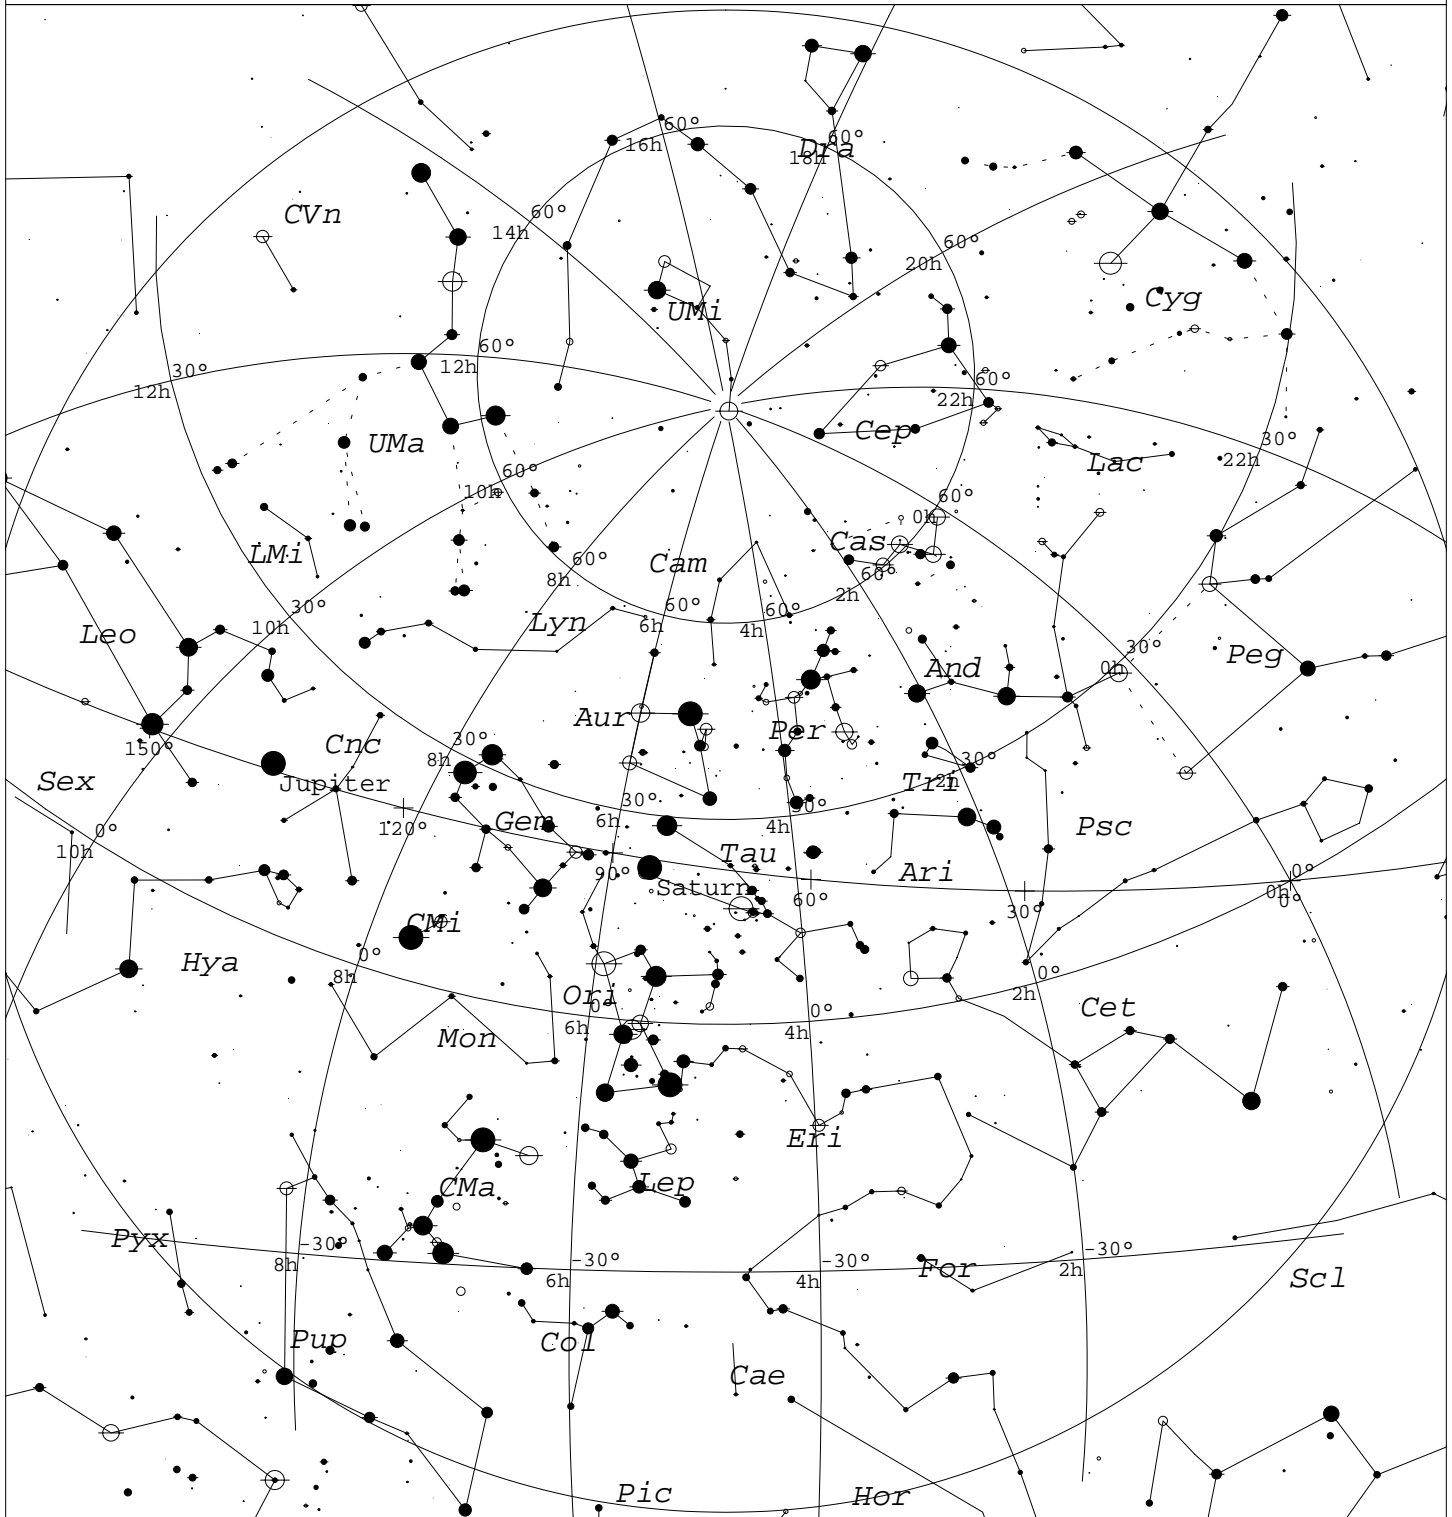 60°
16h
60°
18h
Dra
CVn
60°
14h
60°
20h
UMi
Cyg
60°
12h
30°
12h
60°
22h
UMa
Cep
30°
22h
Lac
60°
10h
60°
0h
Cas
LMi
Cam
60°
8h
60°
2h
30°
10h
Lyn
60°
6h
60°
4h
Leo
And
30°
0h
Peg
Aur
Per
150°
Cnc
30°
8h
30°
2h
Tri
Sex
Jupiter
120°
Gem
30°
6h
30°
4h
Psc
0°
10h
Tau
Ari
90°
Saturn
60°
30°
0°
0h
0°
CMi
Hya
0°
8h
0°
2h
Ori
0°
6h
0°
4h
Cet
Mon
Eri
CMa
Lep
Pyx
-30°
8h
-30°
6h
-30°
4h
For
-30°
2h
Scl
Pup
Col
Cae
Pic
Hor